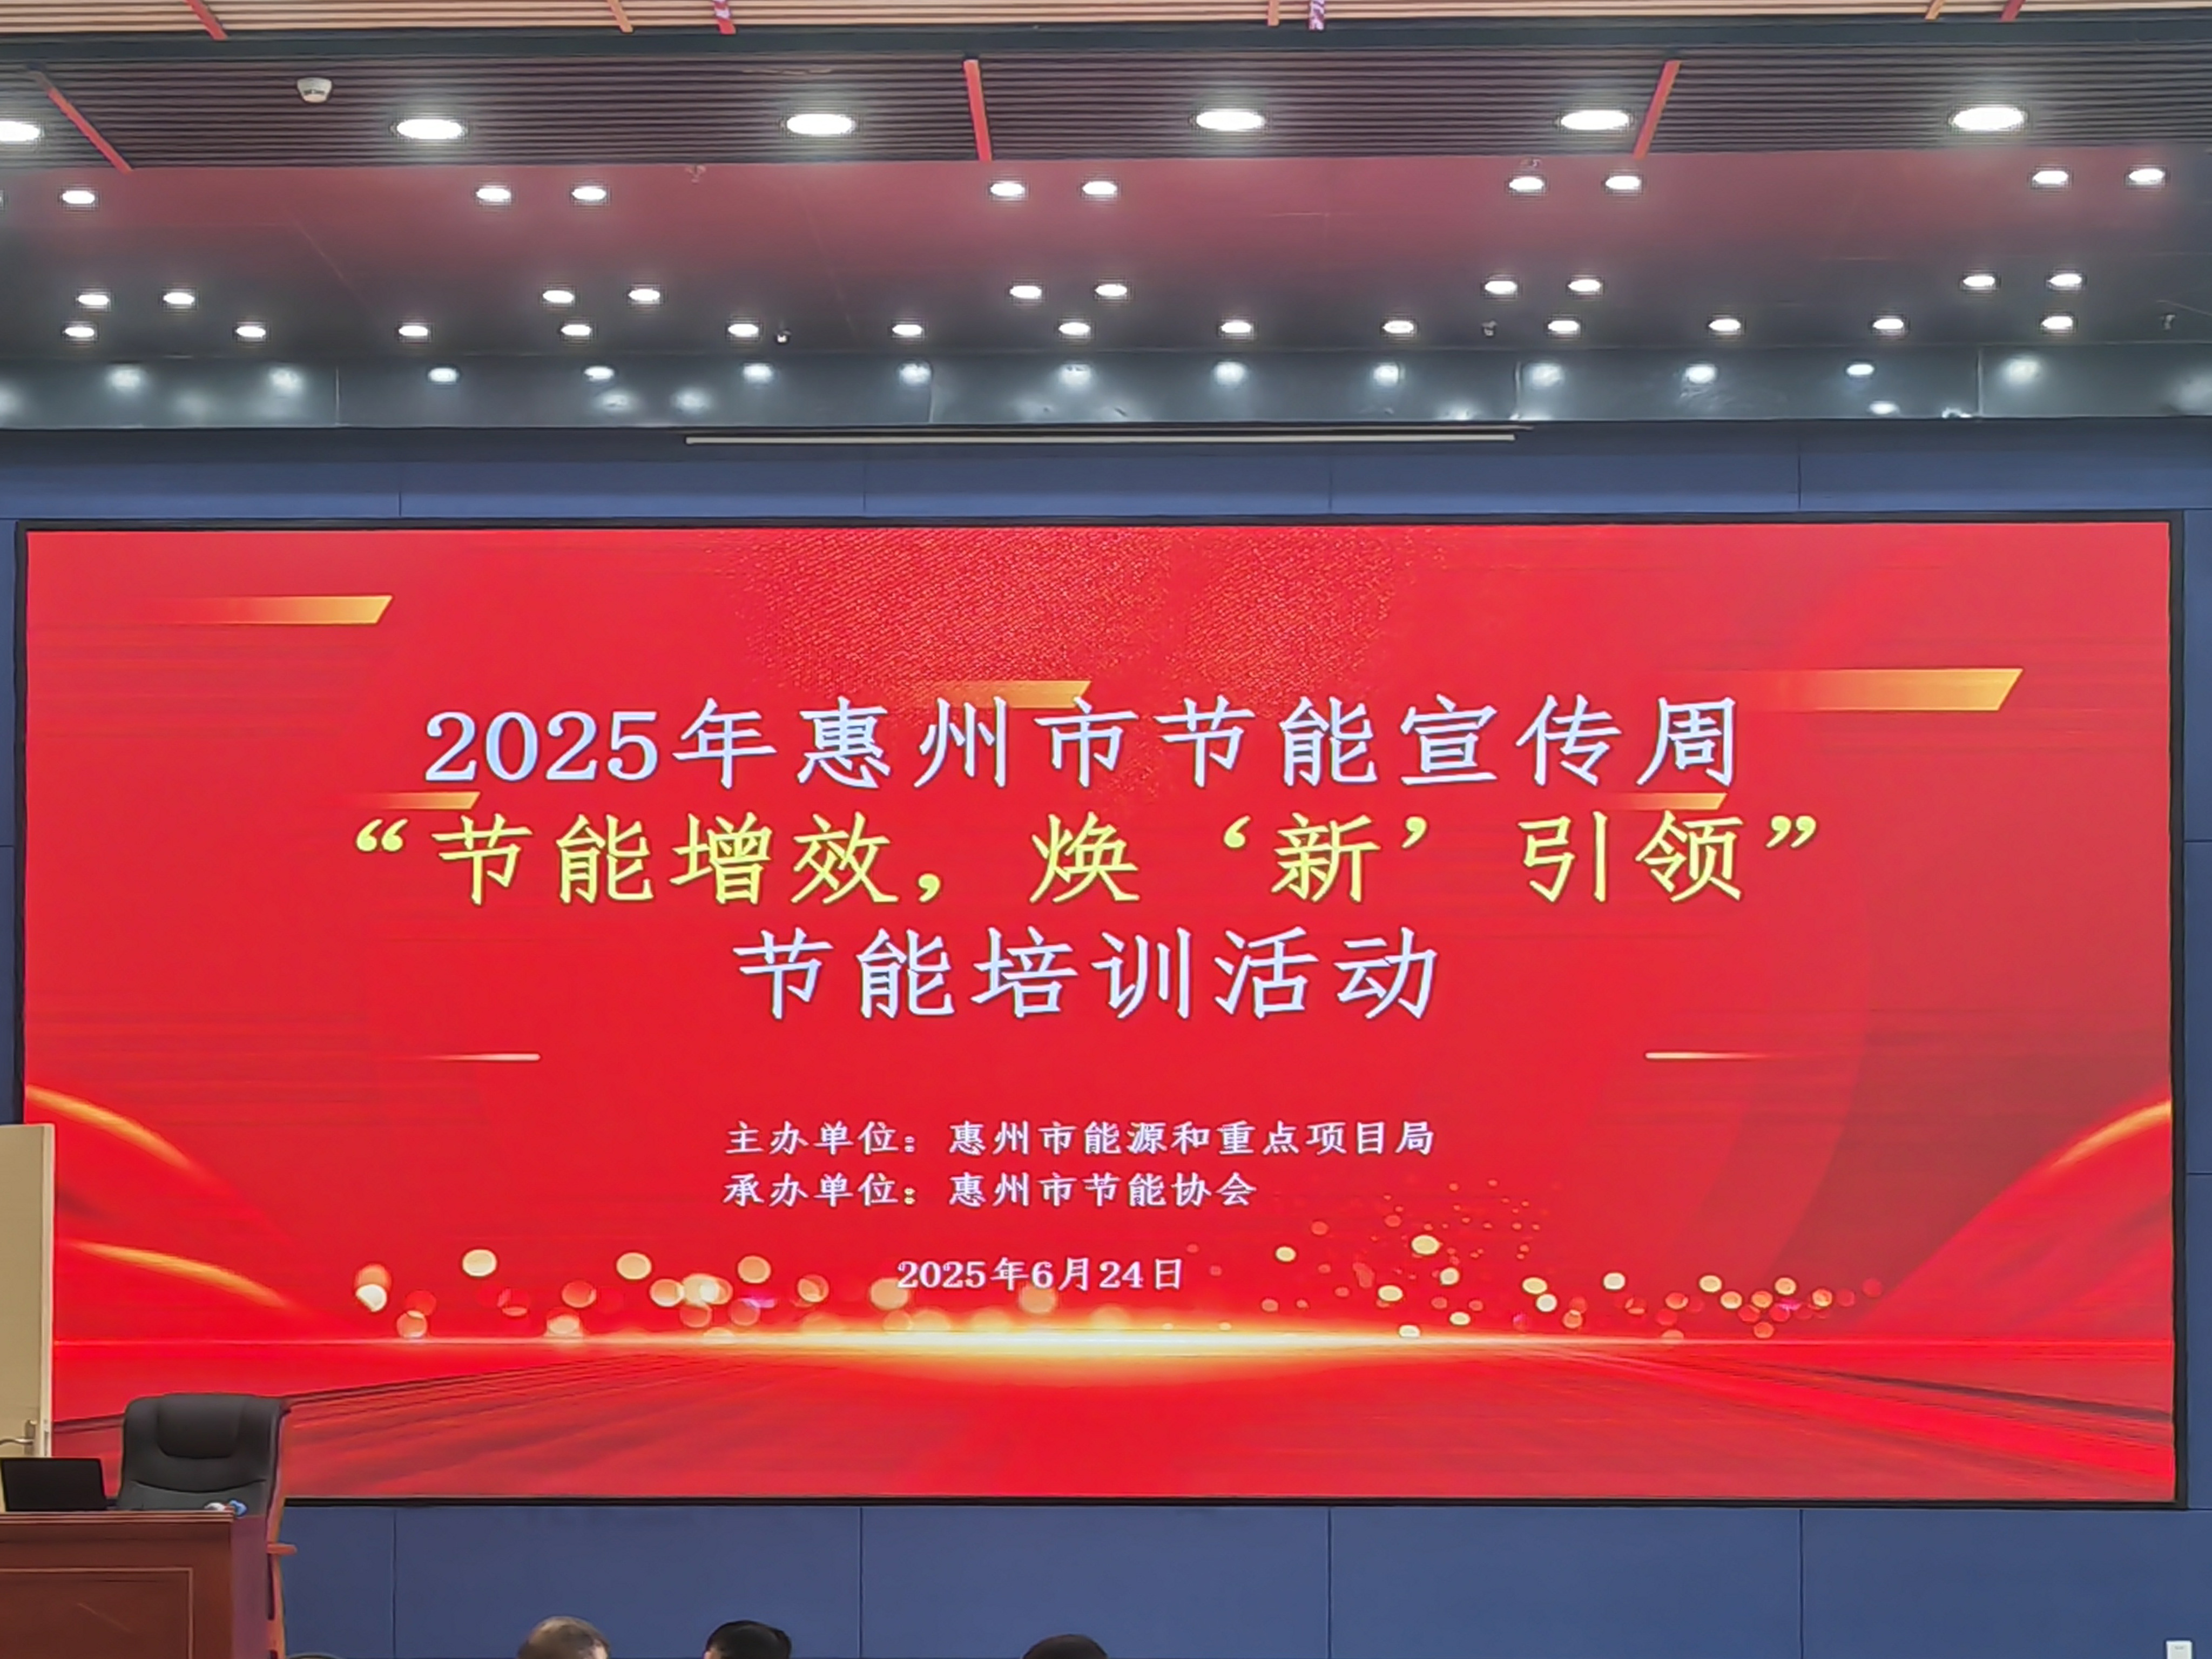 2025年惠州市节能宣传周
“节能增效，焕‘新’引领”
节能培训活动
主办单位：惠州市能源和重点项目局
承办单位：惠州市节能协会
2025年6月24日